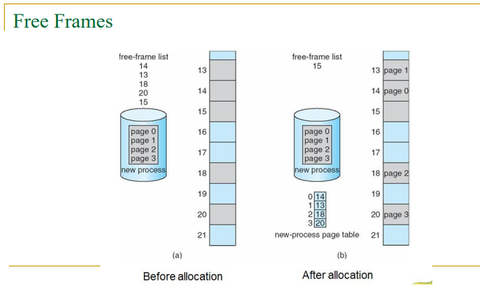 Free Frames
free-frame list
14
13
18
20
15
page 0
page 1
page 2
page 3
new process
13
14
15
16
17
18
19
20
21
(a)
Before allocation
free-frame list
15
page 0
page 1
page 2
page 3
new process
0 14
1 13
2 18
3 20
new-process page table
13 page 1
14 page 0
15
16
17
18 page 2
19
20 page 3
21
(b)
After allocation